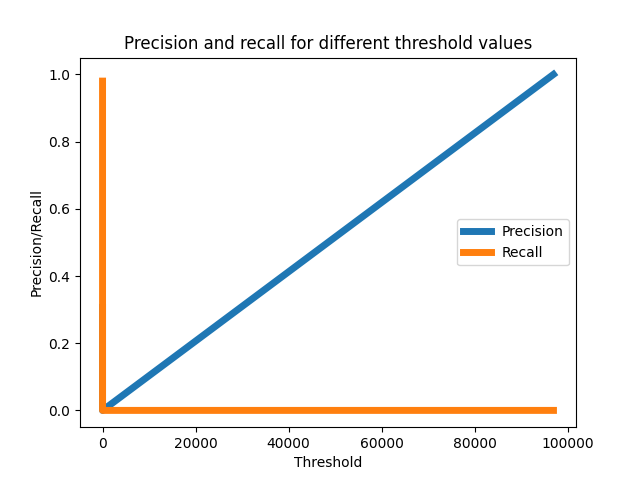 Precision and recall for different threshold values
Precision/Recall
1.0
0.8
0.6
0.4
0.2
0.0
Precision
Recall
0
20000
40000
60000
80000
100000
Threshold